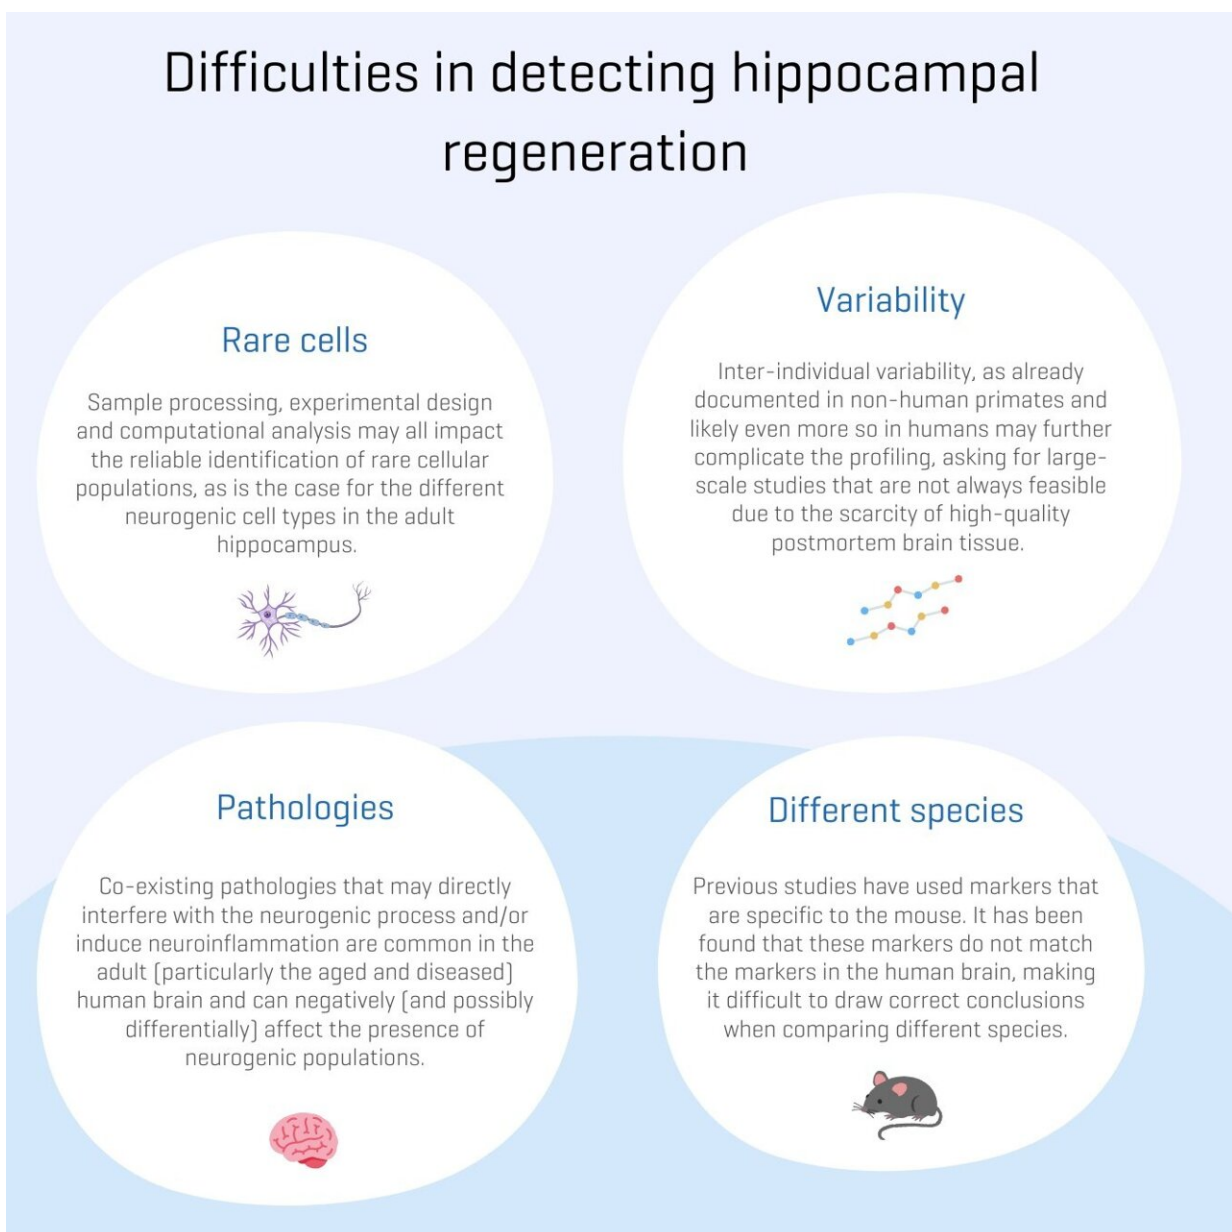 Difficulties in detecting hippocampal
regeneration
Rare cells
Sample processing, experimental design
and computational analysis may all impact
the reliable identification of rare cellular
populations, as is the case for the different
neurogenic cell types in the adult
hippocampus.
Variability
Inter-individual variability, as already
documented in non-human primates and
likely even more so in humans may further
complicate the profiling, asking for large-
scale studies that are not always feasible
due to the scarcity of high-quality
postmortem brain tissue.
Pathologies
Co-existing pathologies that may directly
interfere with the neurogenic process and/or
induce neuroinflammation are common in the
adult (particularly the aged and diseased)
human brain and can negatively (and possibly
differentially) affect the presence of
neurogenic populations.
Different species
Previous studies have used markers that
are specific to the mouse. It has been
found that these markers do not match
the markers in the human brain, making
it difficult to draw correct conclusions
when comparing different species.